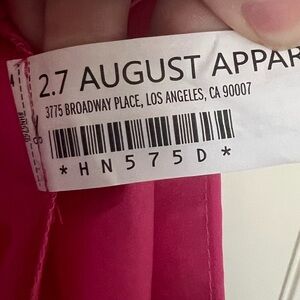 2.7 AUGUST APPAR
3775 BROADWAY PLACE, LOS ANGELES, CA 90007
*HN575D*